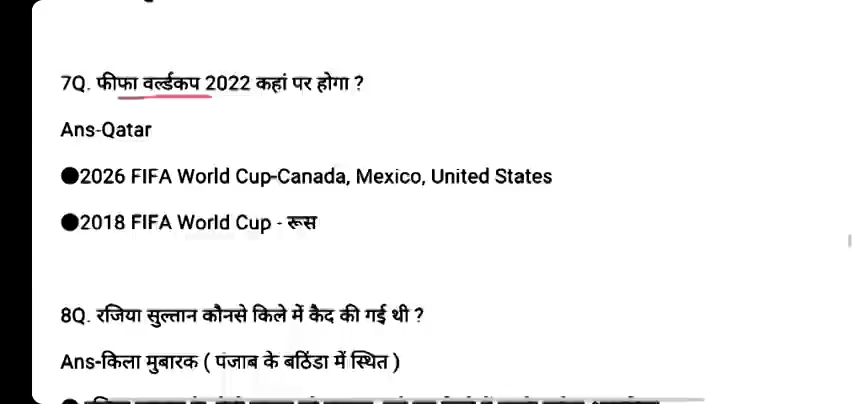 7Q. फीफा वर्ल्डकप 2022 कहां पर होगा ?
Ans-Qatar
●2026 FIFA World Cup-Canada, Mexico, United States
●2018 FIFA World Cup - रूस
8Q. रजिया सुल्तान कौनसे किले में कैद की गई थी ?
Ans-किला मुबारक ( पंजाब के बठिंडा में स्थित )